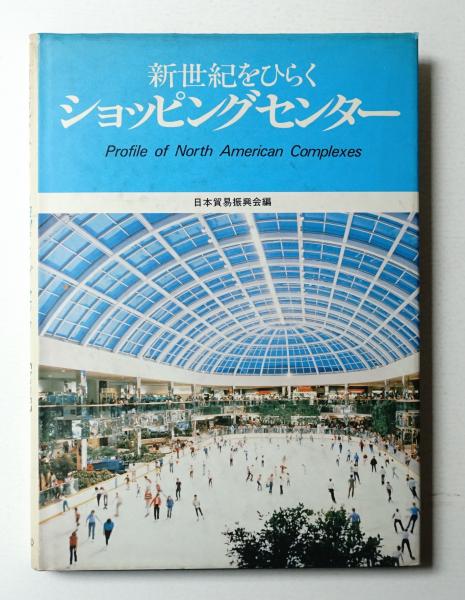 新世紀をひらく
ショッピングセンター
Profile of North American Complexes
日本貿易振興会編